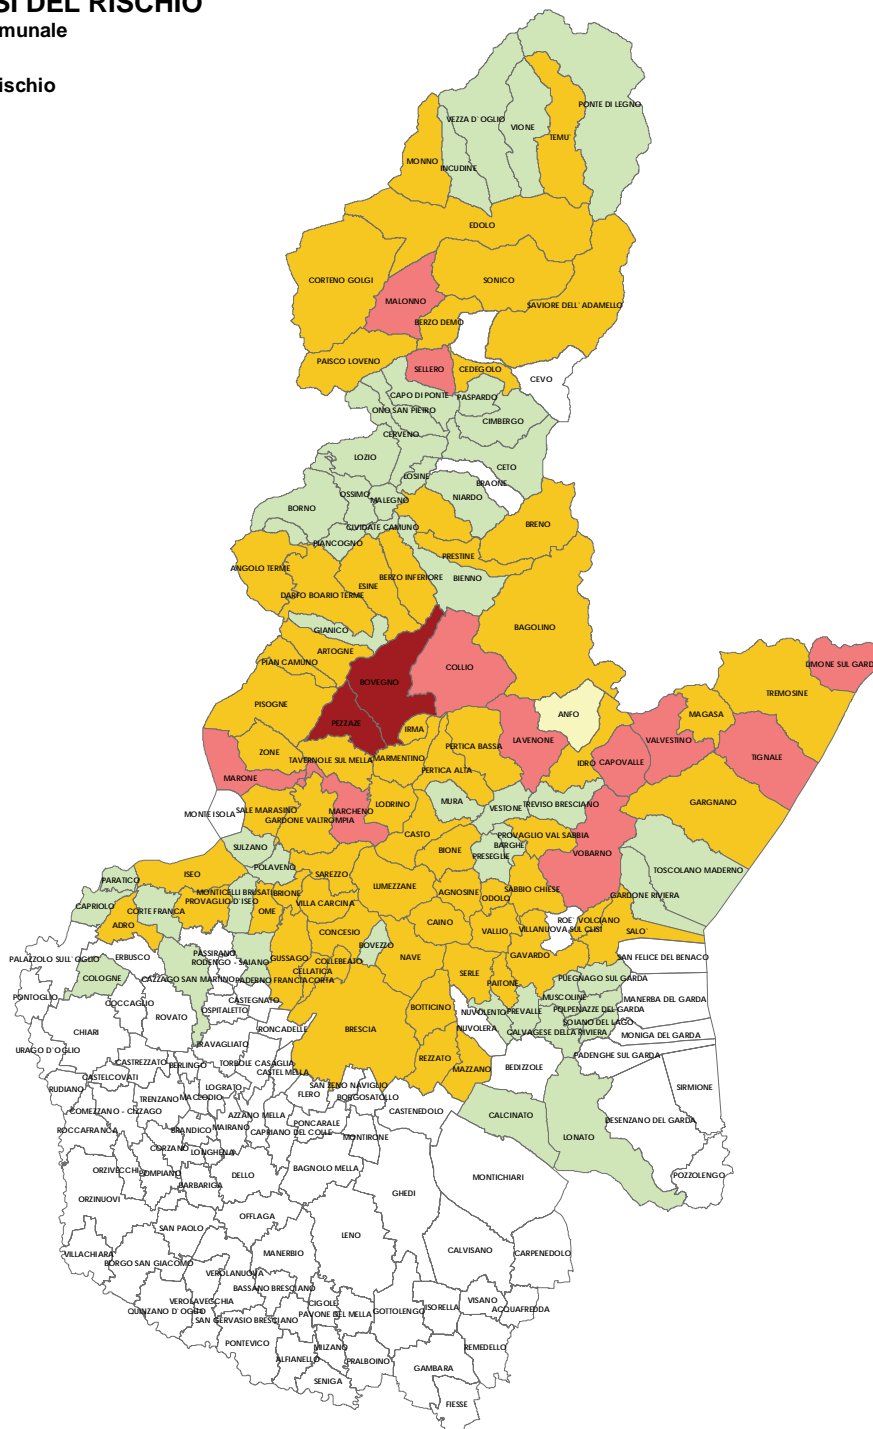 SI DEL RISCHIO
munale
ischio
PONTE DI LEGNO
VEZZA D` OGLIO
VIONE
TEMU`
MONNO
INCUDINE
EDOLO
CORTENO GOLGI
SONICO
MALONNO
SAVIORE DELL` ADAMELLO
BERZO DEMO
PAISCO LOVENO
SELLERO
CEDEGOLO
CEVO
CAPO DI PONTE
PASPARDO
ONO SAN PIETRO
CIMBERGO
CERVENO
LOZIO
CETO
LOSINE
BRAONE
OSSIMO
NIARDO
MALEGNO
BORNO
BRENO
CIVIDATE CAMUNO
PIANCOGNO
PRESTINE
ANGOLO TERME
BERZO INFERIORE
BIENNO
ESINE
DARFO BOARIO TERME
GIANICO
BAGOLINO
ARTOGNE
PIAN CAMUNO
COLLIO
LIMONE SUL GARD
BOVEGNO
TREMOSINE
PISOGNE
ANFO
MAGASA
PEZZAZE
IRMA
LAVENONE
VALVESTINO
PERTICA BASSA
ZONE
TAVERNOLE SUL MELLA
MARMENTINO
IDRO
CAPOVALLE
TIGNALE
PERTICA ALTA
MARONE
MURA
TREVISO BRESCIANO
GARGNANO
LODRINO
VESTONE
MONTE ISOLA
SALE MARASINO
MARCHENO
GARDONE VALTROMPIA
CASTO
PROVAGLIO VAL SABBIA
SULZANO
BARGHE
BIONE
PRESEGLIE
VOBARNO
POLAVENO
TOSCOLANO MADERNO
ISEO
SAREZZO
PARATICO
LUMEZZANE
AGNOSINE
SABBIO CHIESE
MONTICELLI BRUSATI
BRIONE
GARDONE RIVIERA
PROVAGLIO D`ISEO
ODOLO
VILLA CARCINA
CAPRIOLO
CORTE FRANCA
OME
ROE` VOLCIANO
CAINO
ADRO
VILLANUOVA SUL CLISI
VALLIO
SALO`
CONCESIO
BOVEZZO
PASSIRANO
GAVARDO
SAN FELICE DEL BENACO
ERBUSCO
GUSSAGO
NAVE
PALAZZOLO SULL` OGLIO
RODENGO - SAIANO
COLLEBEATO
CELLATICA
SERLE
COLOGNE
CAZZAGO SAN MARTINO
PADERNO FRANCIACORTA
PUEGNAGO SUL GARDA
PAITONE
PONTOGLIO
MUSCOLINE
MANERBA DEL GARDA
CASTEGNATO
COCCAGLIO
BOTTICINO
OSPITALETTO
NUVOLENTO
PREVALLE
POLPENAZZE DEL GARDA
ROVATO
SOIANO DEL LAGO
CHIARI
RONCADELLE
BRESCIA
NUVOLERA
CALVAGESE DELLA RIVIERA
MONIGA DEL GARDA
TRAVAGLIATO
URAGO D`OGLIO
REZZATO
PADENGHE SUL GARDA
CASTREZZATO
BERLINGO
TORBOLE CASAGLIA
MAZZANO
BEDIZZOLE
CASTELCOVATI
CASTEL MELLA
RUDIANO
LOGRATO
SAN ZENO NAVIGLIO
SIRMIONE
TRENZANO
MACLODIO
FLERO
BORGOSATOLLO
COMEZZANO - CIZZAGO
AZZANO MELLA
CASTENEDOLO
CALCINATO
DESENZANO DEL GARDA
PONCARALE
ROCCAFRANCA
BRANDICO
MAIRANO
CAPRIANO DEL COLLE
MONTIRONE
LONATO
CORZANO
LONGHENA
ORZIVECCHI
POMPIANO
BAGNOLO MELLA
DELLO
POZZOLENGO
BARBARIGA
MONTICHIARI
ORZINUOVI
GHEDI
OFFLAGA
SAN PAOLO
LENO
VILLACHIARA
MANERBIO
CALVISANO
CARPENEDOLO
BORGO SAN GIACOMO
VEROLANUOVA
BASSANO BRESCIANO
VEROLAVECCHIA
CIGOLE
VISANO
QUINZANO D` OGLIO
PAVONE DEL MELLA
GOTTOLENGO
ISORELLA
ACQUAFREDDA
SAN GERVASIO BRESCIANO
PONTEVICO
MILZANO
REMEDELLO
ALFIANELLO
PRALBOINO
GAMBARA
SENIGA
FIESSE